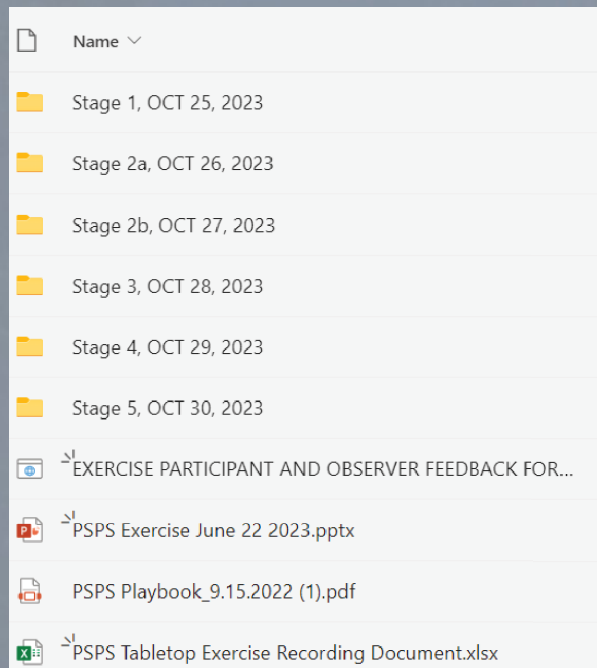 Name
Stage 1, OCT 25, 2023
Stage 2a, OCT 26, 2023
Stage 2b, OCT 27, 2023
Stage 3, OCT 28, 2023
Stage 4, OCT 29, 2023
Stage 5, OCT 30, 2023
EXERCISE PARTICIPANT AND OBSERVER FEEDBACK FOR...
PSPS Exercise June 22 2023.pptx
PSPS Playbook_9.15.2022 (1).pdf
PSPS Tabletop Exercise Recording Document.xlsx